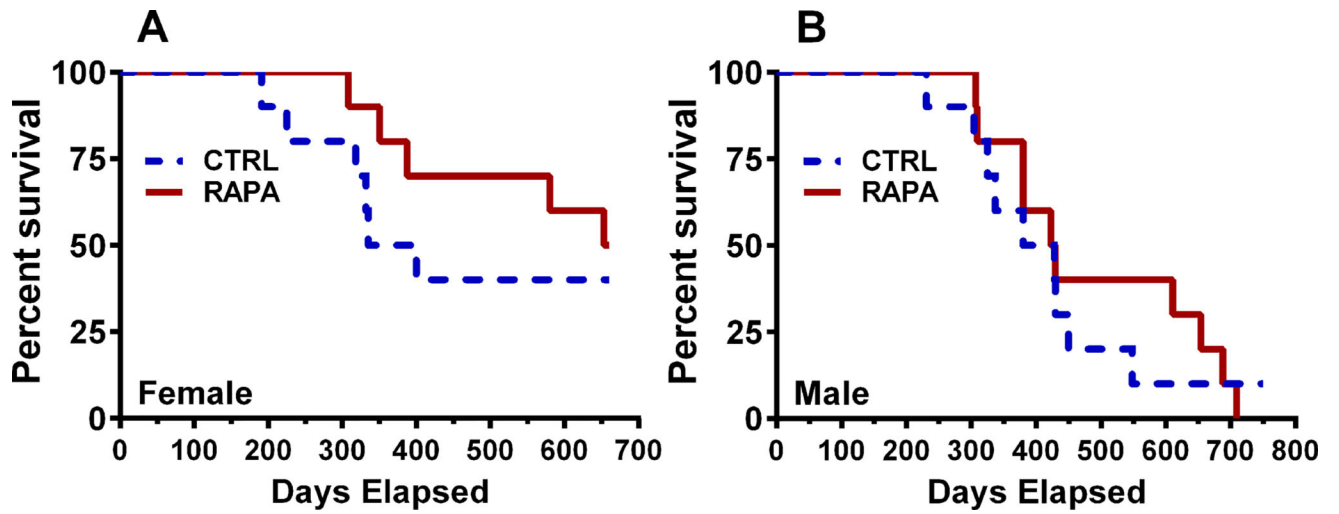 A
Percent survival
100
75
50
25
0
CTRL
RAPA
Female
0 100 200 300 400 500 600 700
Days Elapsed
B
Percent survival
100
75
50
25
0
CTRL
RAPA
Male
0 100 200 300 400 500 600 700 800
Days Elapsed